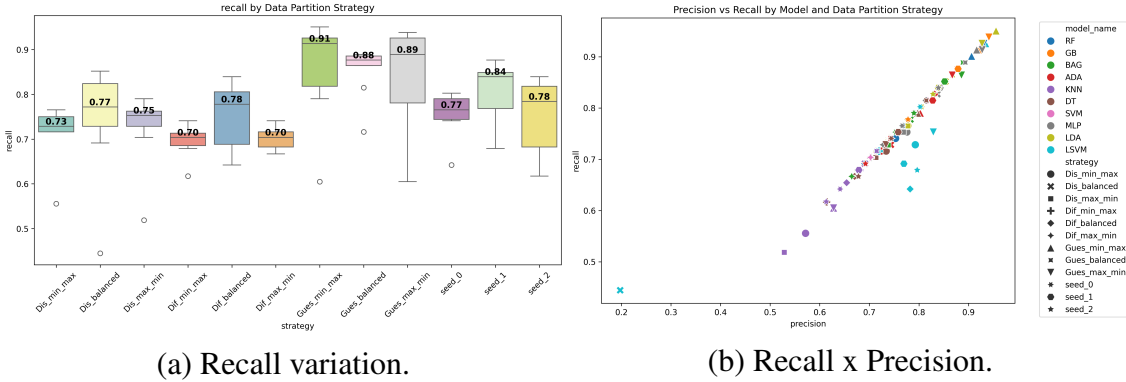 recall by Data Partition Strategy
recall
0.9
0.8
0.7
0.6
0.5
0.73
0.77
0.75
0.70
0.78
0.70
0.91
0.88
0.89
0.77
0.84
0.78
Dis_min_max
Dis_balanced
Dis_max_min
Dif_min_max
Dif_balanced
Dif_max_min
Gues_min_max
Gues_balanced
Gues_max_min
seed_0
seed_1
seed_2
strategy
(a) Recall variation.
Precision vs Recall by Model and Data Partition Strategy
recall
0.9
0.8
0.7
0.6
0.5
0.2
0.3
0.4
0.5
0.6
0.7
0.8
0.9
precision
model_name
RF
GB
BAG
ADA
KNN
DT
SVM
MLP
LDA
LSVM
strategy
Dis_min_max
Dis_balanced
Dis_max_min
Dif_min_max
Dif_balanced
Dif_max_min
Gues_min_max
Gues_balanced
Gues_max_min
seed_0
seed_1
seed_2
(b) Recall x Precision.